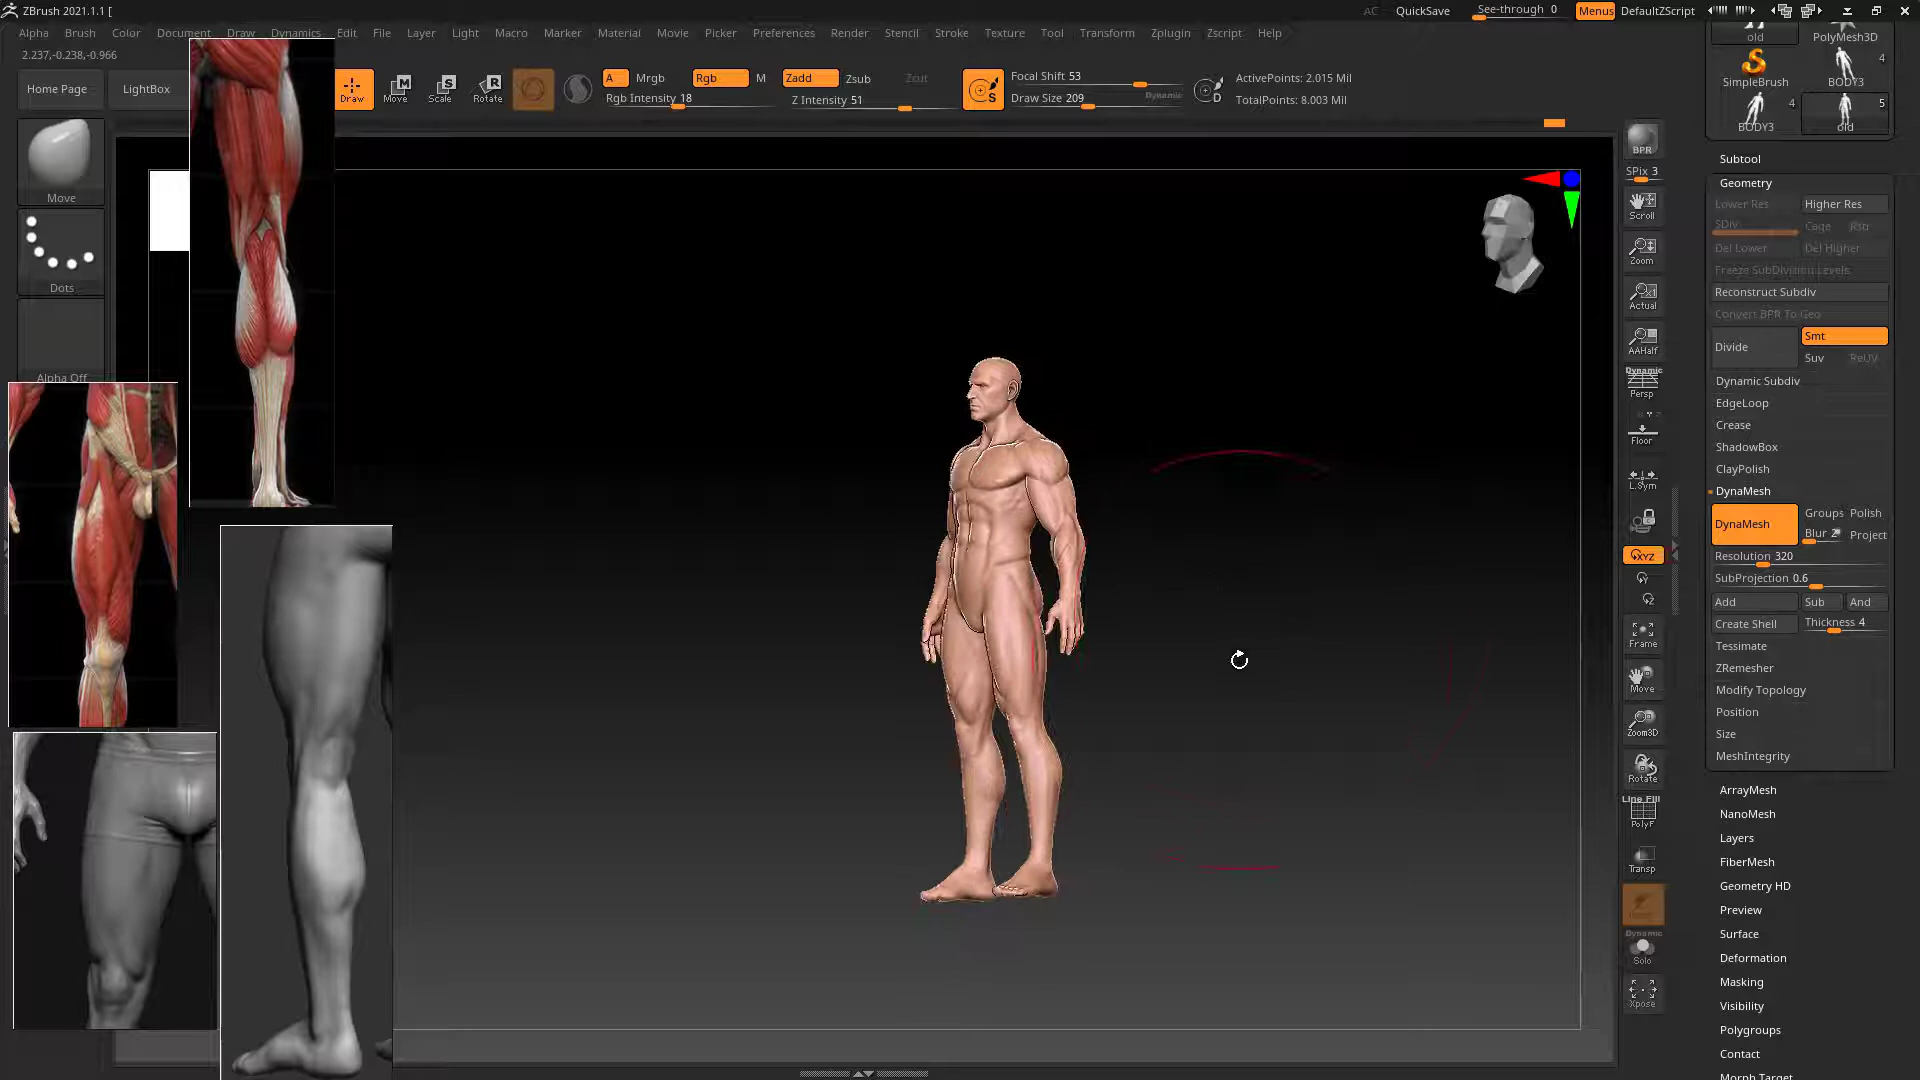 ZBrush 2021.1.1 [
AC QuickSave See-through 0 Menus DefaultZScript
Alpha Brush Color Document Draw Dynamics Edit File Layer Light Macro Marker Material Movie Picker Preferences Render Stencil Stroke Texture Tool Transform Zplugin Zscript Help
2.237,-0.238,-0.966
Home Page LightBox Draw Move Scale Rotate
A Mrgb Rgb M Zadd Zsub Zcut
Rgb Intensity 18 Z Intensity 51
S Focal Shift 53
Draw Size 209 Dynamic D
ActivePoints: 2.015 Mil
TotalPoints: 8.003 Mil
Move
Dots
Alpha Off
BPR
SPix 3
Scroll
Zoom
Actual
AAHalf
Dynamic
Persp
Floor
L.Sym
XYZ
Frame
Move
Zoom3D
Rotate
Line Fill
PolyF
Transp
Dynamic
Solo
Xpose
old PolyMesh3D
SimpleBrush BODY3 4
BODY3 4 old 5
Subtool
Geometry
Lower Res Higher Res
SDiv Cage Rstr
Del Lower Del Higher
Freeze SubDivision Levels
Reconstruct Subdiv
Convert BPR To Geo
Divide Smt
Suv ReUV
Dynamic Subdiv
EdgeLoop
Crease
ShadowBox
ClayPolish
DynaMesh
DynaMesh Groups Polish
Blur 2 Project
Resolution 320
SubProjection 0.6
Add Sub And
Create Shell Thickness 4
Tessimate
ZRemesher
Modify Topology
Position
Size
MeshIntegrity
ArrayMesh
NanoMesh
Layers
FiberMesh
Geometry HD
Preview
Surface
Deformation
Masking
Visibility
Polygroups
Contact
Morph Target